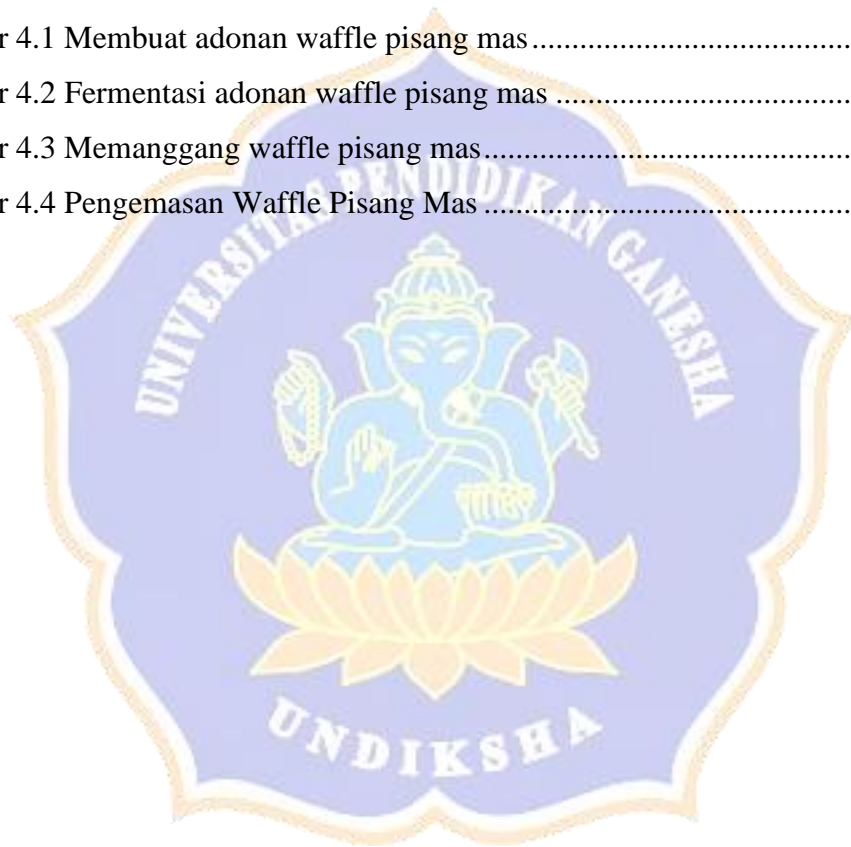 r 4.1 Membuat adonan waffle pisang mas........................................
r 4.2 Fermentasi adonan waffle pisang mas .....................................
r 4.3 Memanggang waffle pisang mas..............................................
r 4.4 Pengemasan Waffle Pisang Mas ..............................................
UNIVERSITAS PENDIDIKAN GANESHA
UNDIKSHA